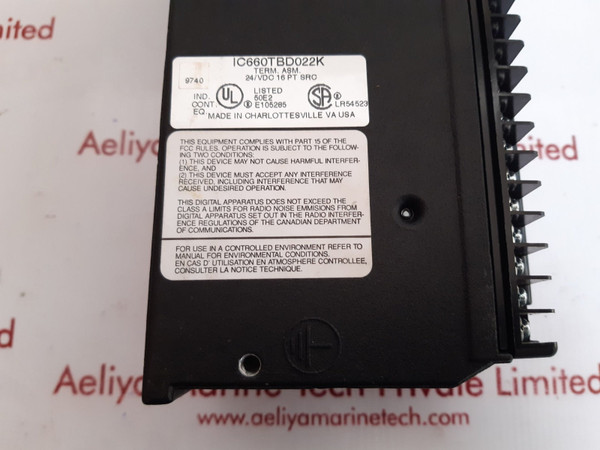 IC660TBD022K
TERM. ASM.
24/VDC 16 PT SRC
9740
IND.
CONT.
EQ.
UL
LISTED
50E2
E105285
SA
LR54523
MADE IN CHARLOTTESVILLE VA USA
THIS EQUIPMENT COMPLIES WITH PART 15 OF THE
FCC RULES. OPERATION IS SUBJECT TO THE FOLLOW-
ING TWO CONDITIONS.
(1) THIS DEVICE MAY NOT CAUSE HARMFUL INTERFER-
ENCE, AND
(2) THIS DEVICE MUST ACCEPT ANY INTERFERENCE
RECEIVED, INCLUDING INTERFERENCE THAT MAY
CAUSE UNDESIRED OPERATION.
THIS DIGITAL APPARATUS DOES NOT EXCEED THE
CLASS A LIMITS FOR RADIO NOISE EMMISIONS FROM
DIGITAL APPARATUS SET OUT IN THE RADIO INTERFER-
ENCE REGULATIONS OF THE CANADIAN DEPARTMENT
OF COMMUNICATIONS.
FOR USE IN A CONTROLLED ENVIRONMENT REFER TO
MANUAL FOR ENVIRONMENTAL CONDITIONS.
EN CAS D' UTILISATION EN ATMOSPHERE CONTROLLEE,
CONSULTER LA NOTICE TECHNIQUE.
Aeliya Marine Tech Private Limited
www.aeliyamarinetech.com